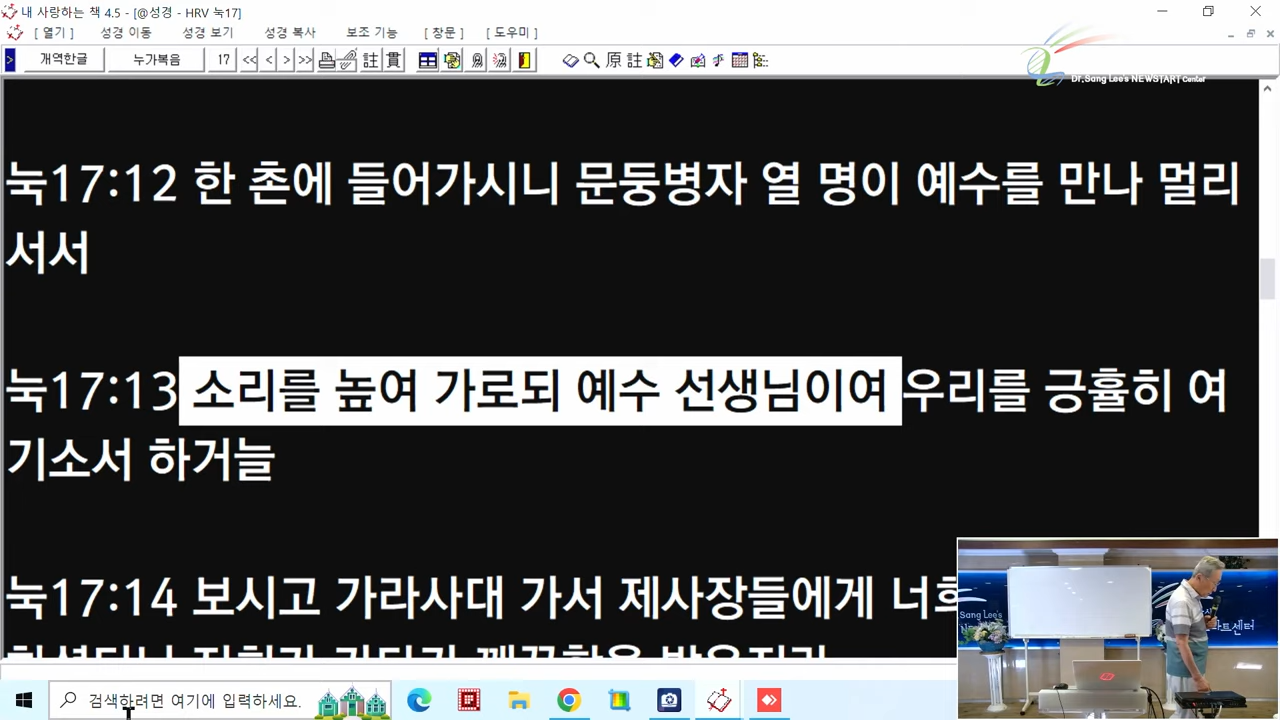 내 사랑하는 책 4.5 - [@성경 - HRV 눅17]
[ 열기 ] 성경 이동 성경 보기 성경 복사 보조 기능 [ 창문 ] [ 도우미 ]
개역한글 누가복음 17 << < > >> 註 貫 原 註
Dr.Sang Lee's NEWSTART Center
눅17:12 한 촌에 들어가시니 문둥병자 열 명이 예수를 만나 멀리
서서
눅17:13 소리를 높여 가로되 예수 선생님이여 우리를 긍휼히 여
기소서 하거늘
눅17:14 보시고 가라사대 가서 제사장들에게
Sang Lee's
트센터
검색하려면 여기에 입력하세요.